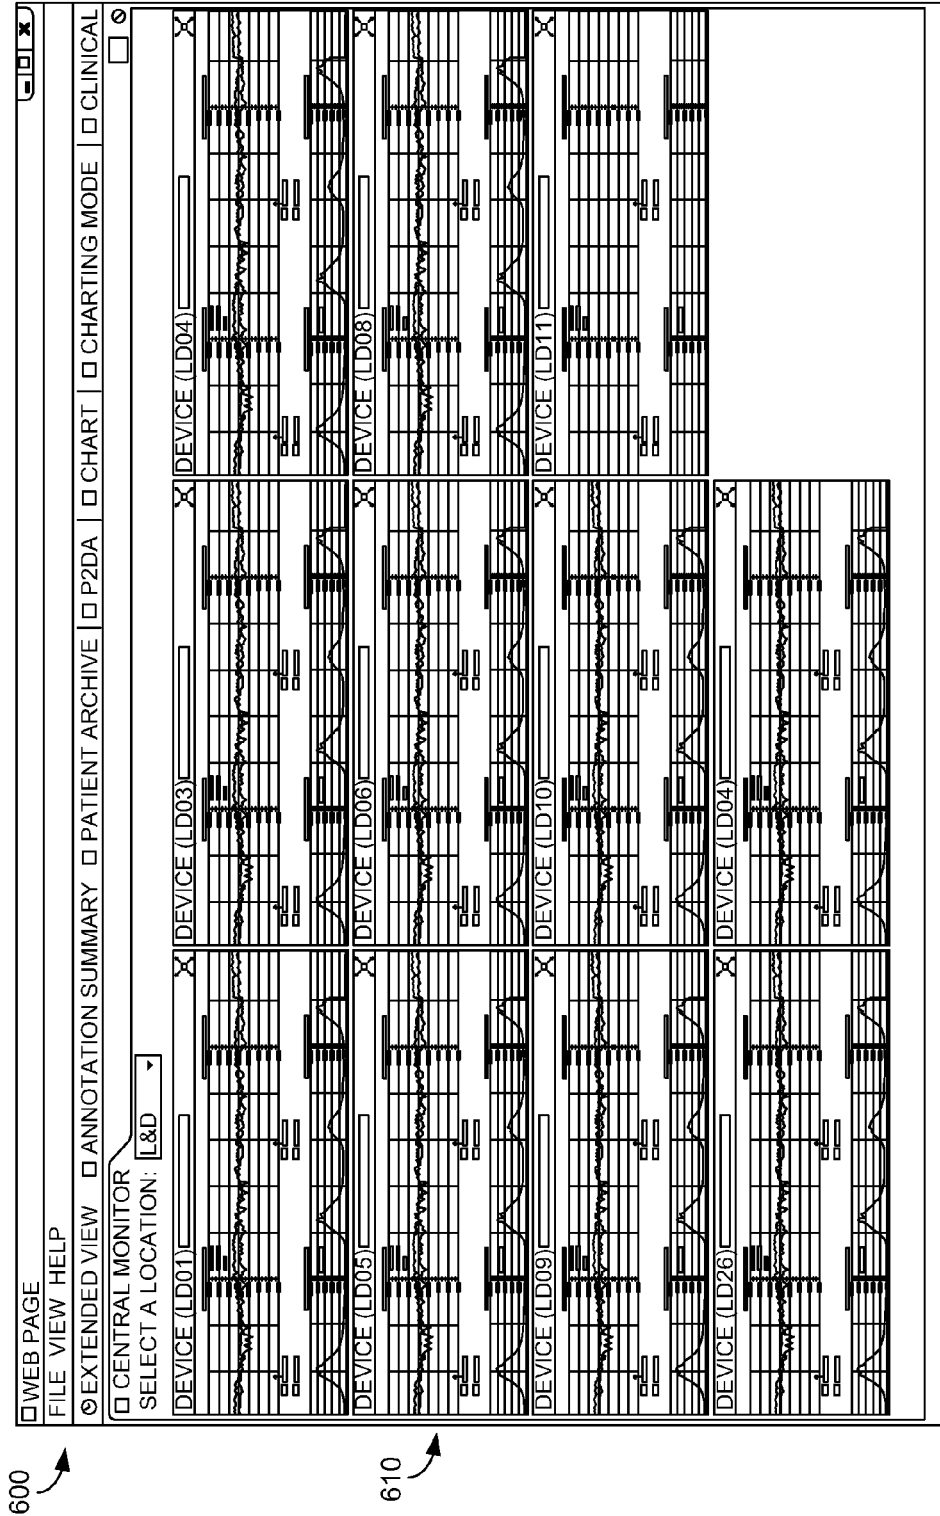 600
610
WEB PAGE
FILE VIEW HELP
EXTENDED VIEW ANNOTATION SUMMARY PATIENT ARCHIVE | P2DA | CHART | CHARTING MODE | CLINICAL
CENTRAL MONITOR
SELECT A LOCATION: L&D
DEVICE (LD01) DEVICE (LD03) DEVICE (LD04)
DEVICE (LD05) DEVICE (LD06) DEVICE (LD08)
DEVICE (LD09) DEVICE (LD10) DEVICE (LD11)
DEVICE (LD26) DEVICE (LD04)